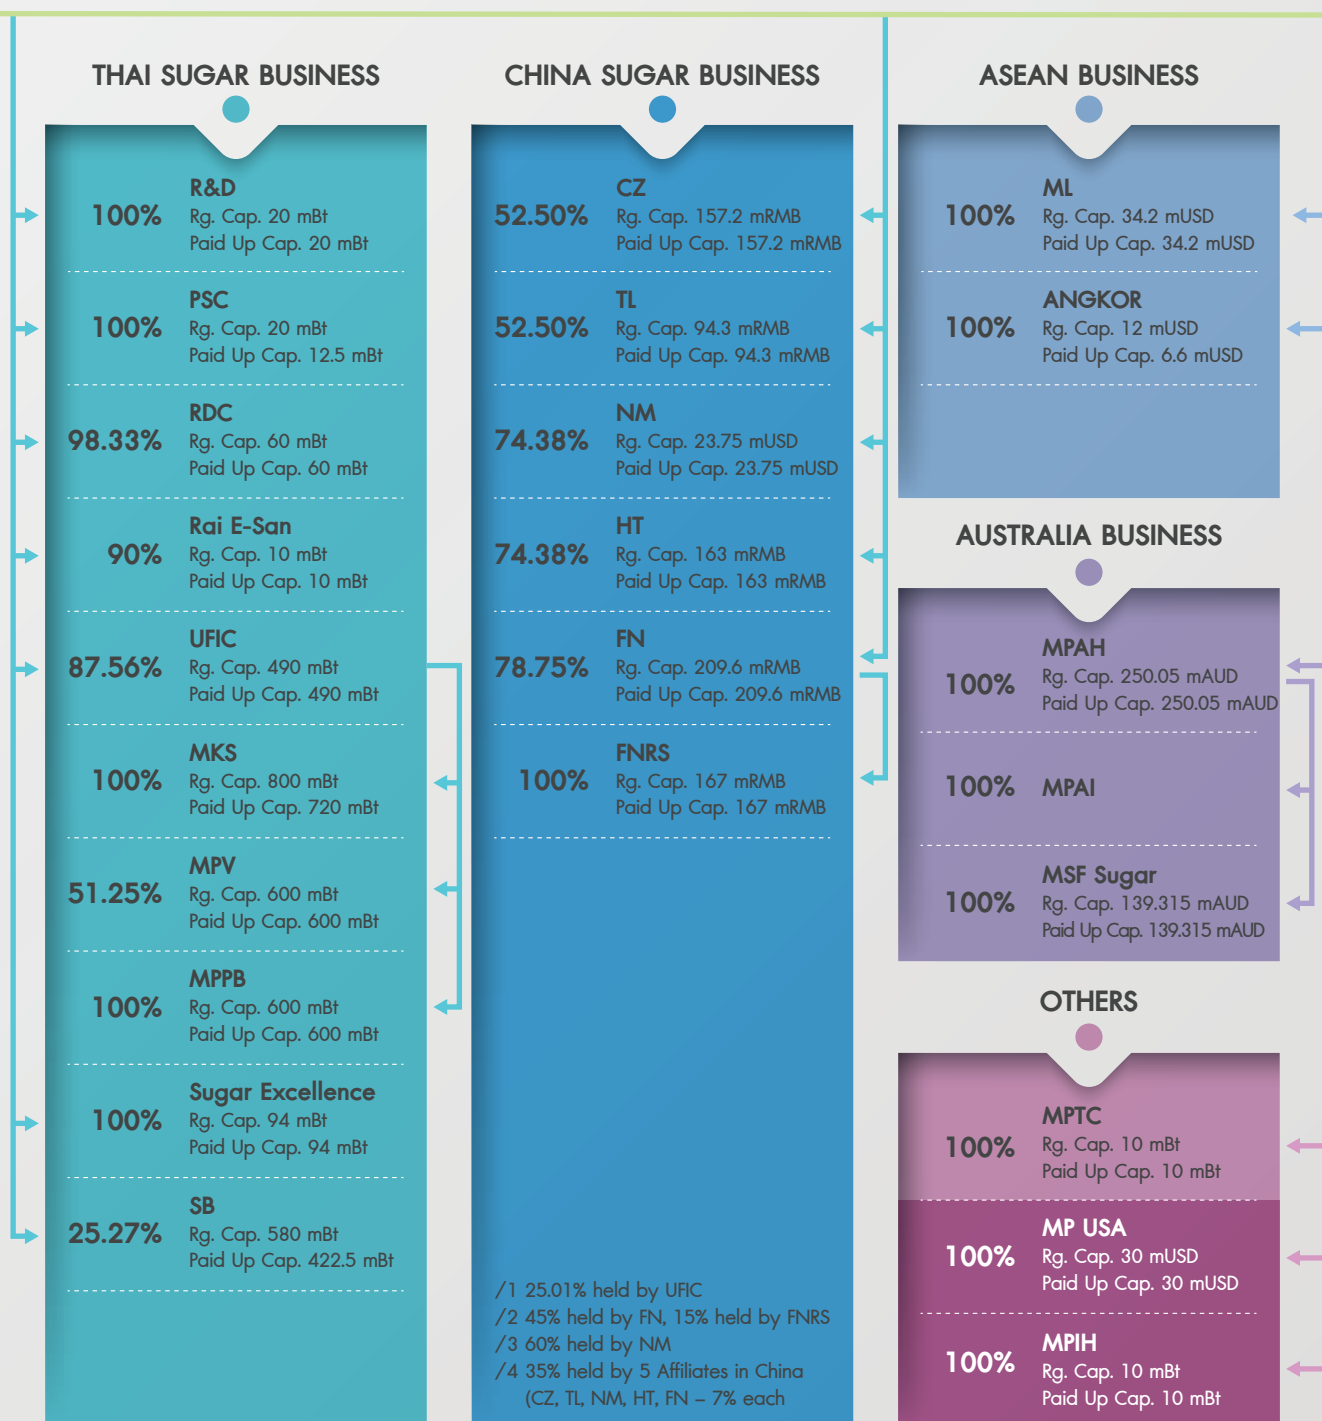 THAI SUGAR BUSINESS
100%
R&D
Rg. Cap. 20 mBt
Paid Up Cap. 20 mBt
100%
PSC
Rg. Cap. 20 mBt
Paid Up Cap. 12.5 mBt
98.33%
RDC
Rg. Cap. 60 mBt
Paid Up Cap. 60 mBt
90%
Rai E-San
Rg. Cap. 10 mBt
Paid Up Cap. 10 mBt
87.56%
UFIC
Rg. Cap. 490 mBt
Paid Up Cap. 490 mBt
100%
MKS
Rg. Cap. 800 mBt
Paid Up Cap. 720 mBt
51.25%
MPV
Rg. Cap. 600 mBt
Paid Up Cap. 600 mBt
100%
MPPB
Rg. Cap. 600 mBt
Paid Up Cap. 600 mBt
100%
Sugar Excellence
Rg. Cap. 94 mBt
Paid Up Cap. 94 mBt
25.27%
SB
Rg. Cap. 580 mBt
Paid Up Cap. 422.5 mBt
CHINA SUGAR BUSINESS
52.50%
CZ
Rg. Cap. 157.2 mRMB
Paid Up Cap. 157.2 mRMB
52.50%
TL
Rg. Cap. 94.3 mRMB
Paid Up Cap. 94.3 mRMB
74.38%
NM
Rg. Cap. 23.75 mUSD
Paid Up Cap. 23.75 mUSD
74.38%
HT
Rg. Cap. 163 mRMB
Paid Up Cap. 163 mRMB
78.75%
FN
Rg. Cap. 209.6 mRMB
Paid Up Cap. 209.6 mRMB
100%
FNRS
Rg. Cap. 167 mRMB
Paid Up Cap. 167 mRMB
/1 25.01% held by UFIC
/2 45% held by FN, 15% held by FNRS
/3 60% held by NM
/4 35% held by 5 Affiliates in China
(CZ, TL, NM, HT, FN – 7% each
ASEAN BUSINESS
100%
ML
Rg. Cap. 34.2 mUSD
Paid Up Cap. 34.2 mUSD
100%
ANGKOR
Rg. Cap. 12 mUSD
Paid Up Cap. 6.6 mUSD
AUSTRALIA BUSINESS
100%
MPAH
Rg. Cap. 250.05 mAUD
Paid Up Cap. 250.05 mAUD
100% MPAI
100%
MSF Sugar
Rg. Cap. 139.315 mAUD
Paid Up Cap. 139.315 mAUD
OTHERS
100%
MPTC
Rg. Cap. 10 mBt
Paid Up Cap. 10 mBt
100%
MP USA
Rg. Cap. 30 mUSD
Paid Up Cap. 30 mUSD
100%
MPIH
Rg. Cap. 10 mBt
Paid Up Cap. 10 mBt